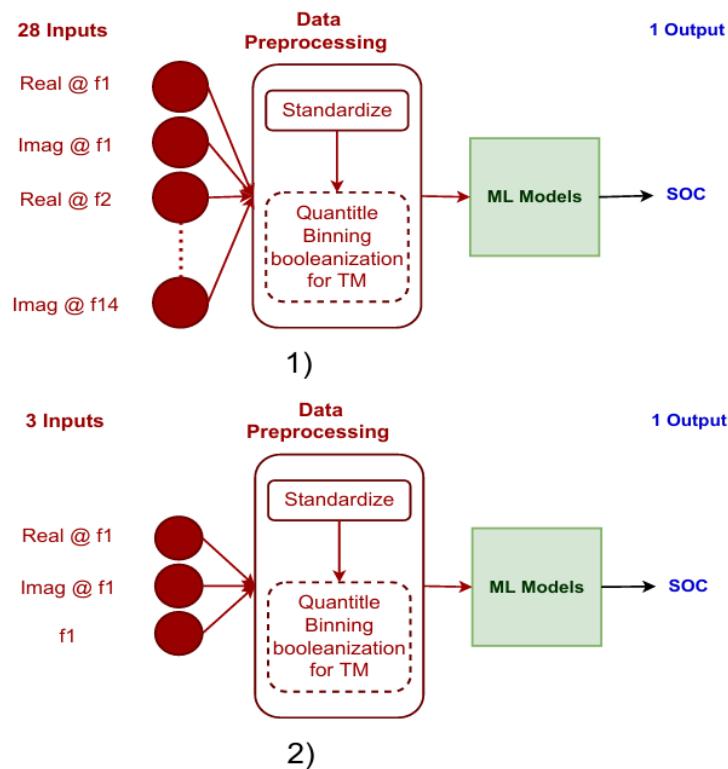 28 Inputs
Data
Preprocessing
1 Output
Real @ f1
Imag @ f1
Real @ f2
Imag @ f14
Standardize
Quantitle
Binning
booleanization
for TM
ML Models
SOC
1)
3 Inputs
Data
Preprocessing
1 Output
Real @ f1
Imag @ f1
f1
Standardize
Quantitle
Binning
booleanization
for TM
ML Models
SOC
2)